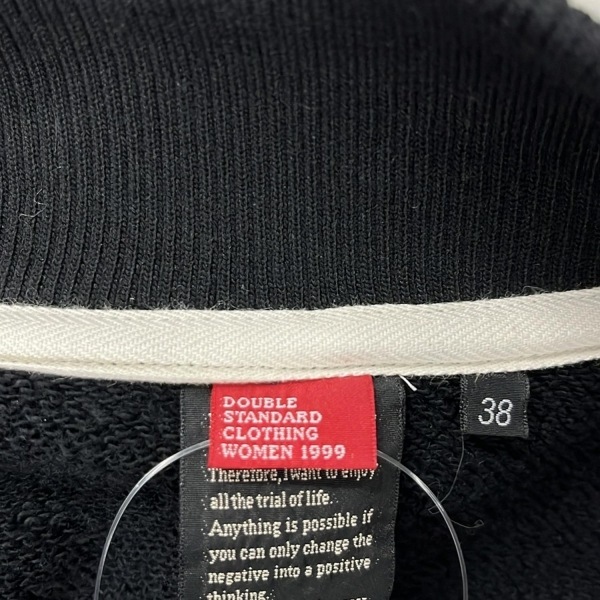 DOUBLE
STANDARD
CLOTHING
WOMEN 1999
38
Therefore, I want to enjoy
all the trial of life.
Anything is possible if
you can only change the
negative into a positive
thinking.